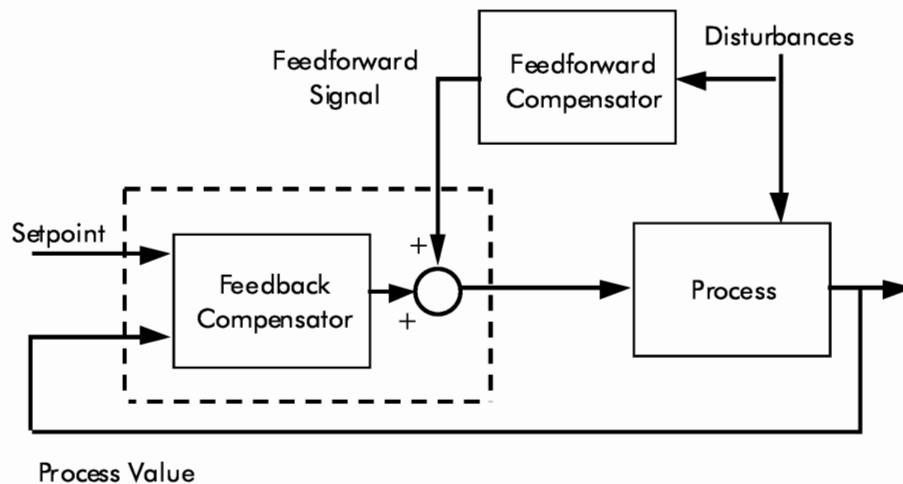 Disturbances
Feedforward
Signal
Feedforward
Compensator
Setpoint
+
Feedback
Compensator
+
Process
Process Value